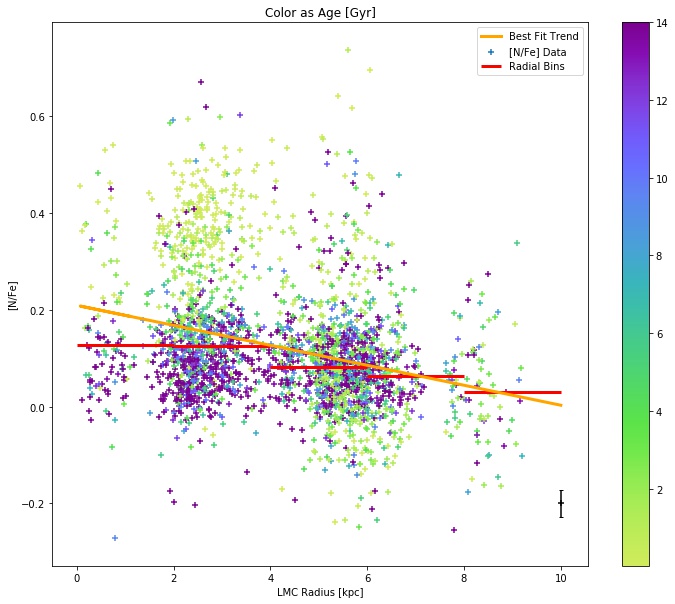 Color as Age [Gyr]
Best Fit Trend
[N/Fe] Data
Radial Bins
[N/Fe]
0.6
0.4
0.2
0.0
−0.2
0 2 4 6 8 10
LMC Radius [kpc]
14
12
10
8
6
4
2